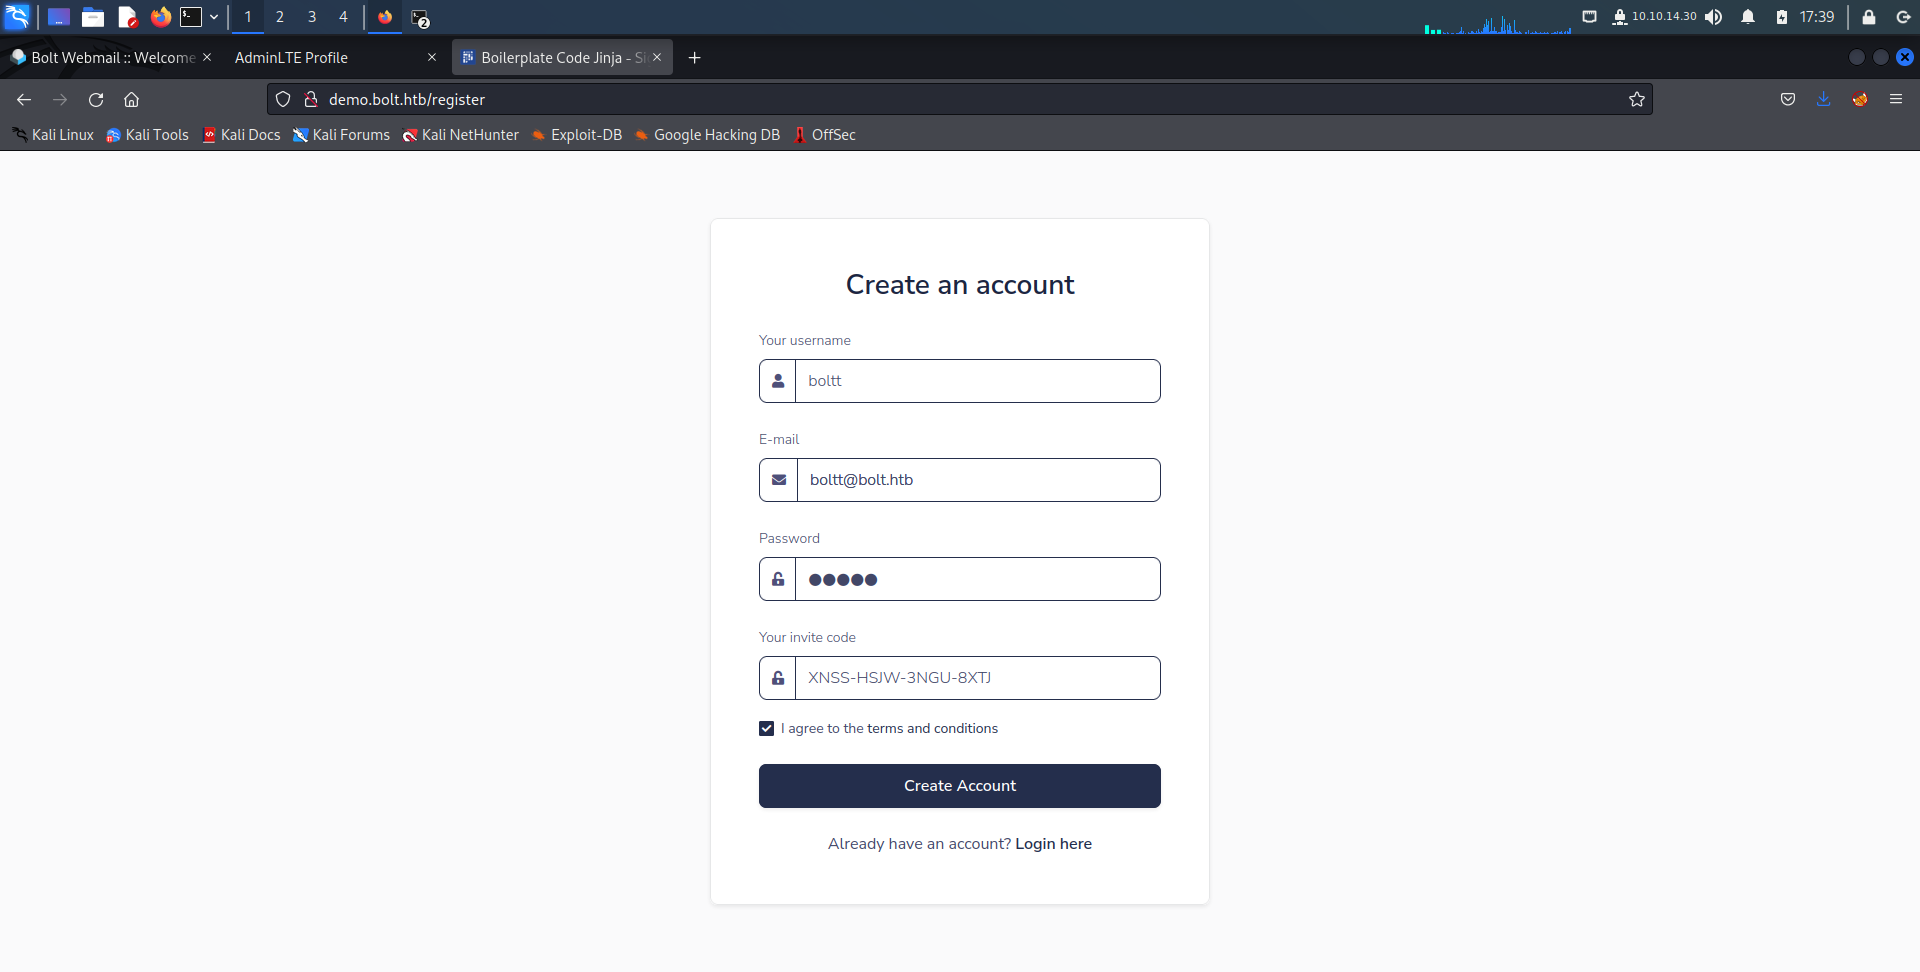 1 2 3 4 2 10.10.14.30 17:39
Bolt Webmail :: Welcome AdminLTE Profile Boilerplate Code Jinja - Si
demo.bolt.htb/register
Kali Linux Kali Tools Kali Docs Kali Forums Kali NetHunter Exploit-DB Google Hacking DB OffSec
Create an account
Your username
boltt
E-mail
boltt@bolt.htb
Password
●●●●●
Your invite code
XNSS-HSJW-3NGU-8XTJ
I agree to the terms and conditions
Create Account
Already have an account? Login here